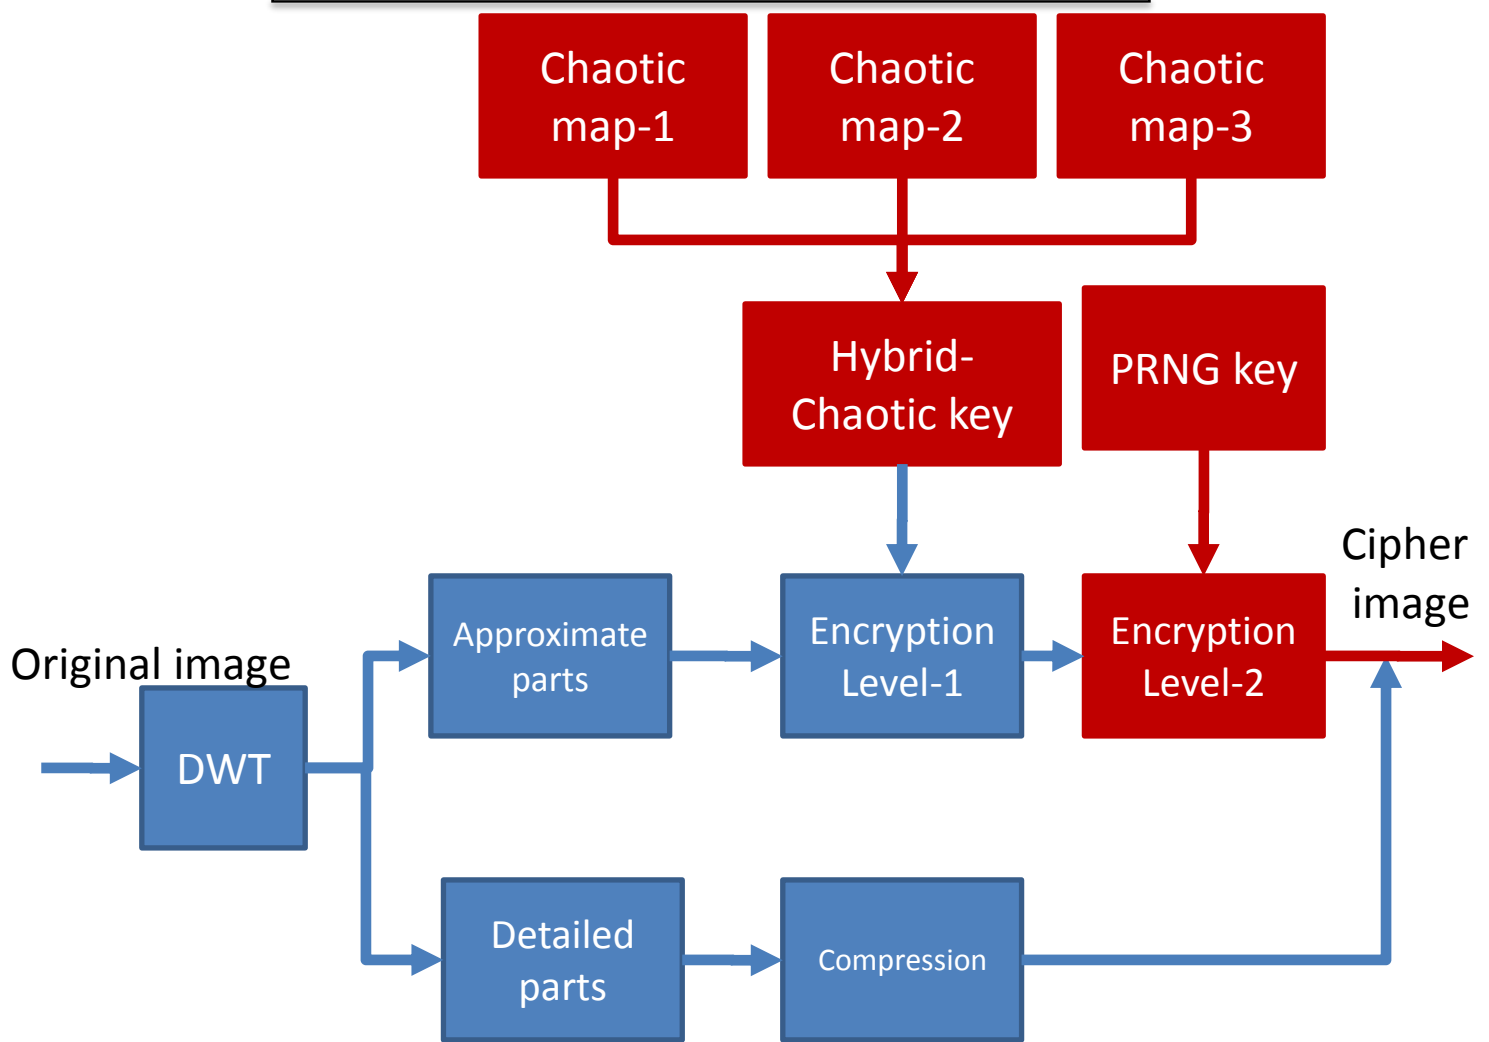 Chaotic
map-1
Chaotic
map-2
Chaotic
map-3
Hybrid-
Chaotic key
PRNG key
Cipher
image
Original image
Approximate
parts
Encryption
Level-1
Encryption
Level-2
DWT
Detailed
parts
Compression